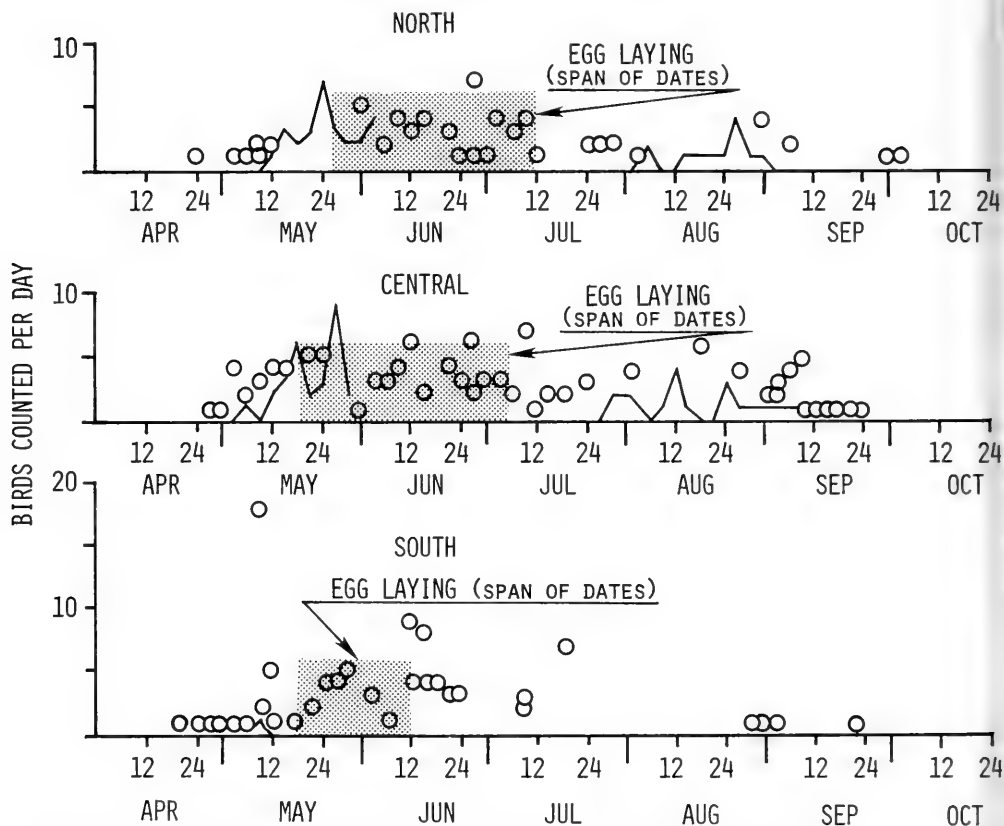 NORTH
10
EGG LAYING
(SPAN OF DATES)
12 24 12 24 12 24 12 24 12 24 12 24 12 24
APR MAY JUN JUL AUG SEP OCT
BIRDS COUNTED PER DAY
CENTRAL
10
EGG LAYING
(SPAN OF DATES)
12 24 12 24 12 24 12 24 12 24 12 24 12 24
APR MAY JUN JUL AUG SEP OCT
20
SOUTH
EGG LAYING (SPAN OF DATES)
10
12 24 12 24 12 24 12 24 12 24 12 24 12 24
APR MAY JUN JUL AUG SEP OCT